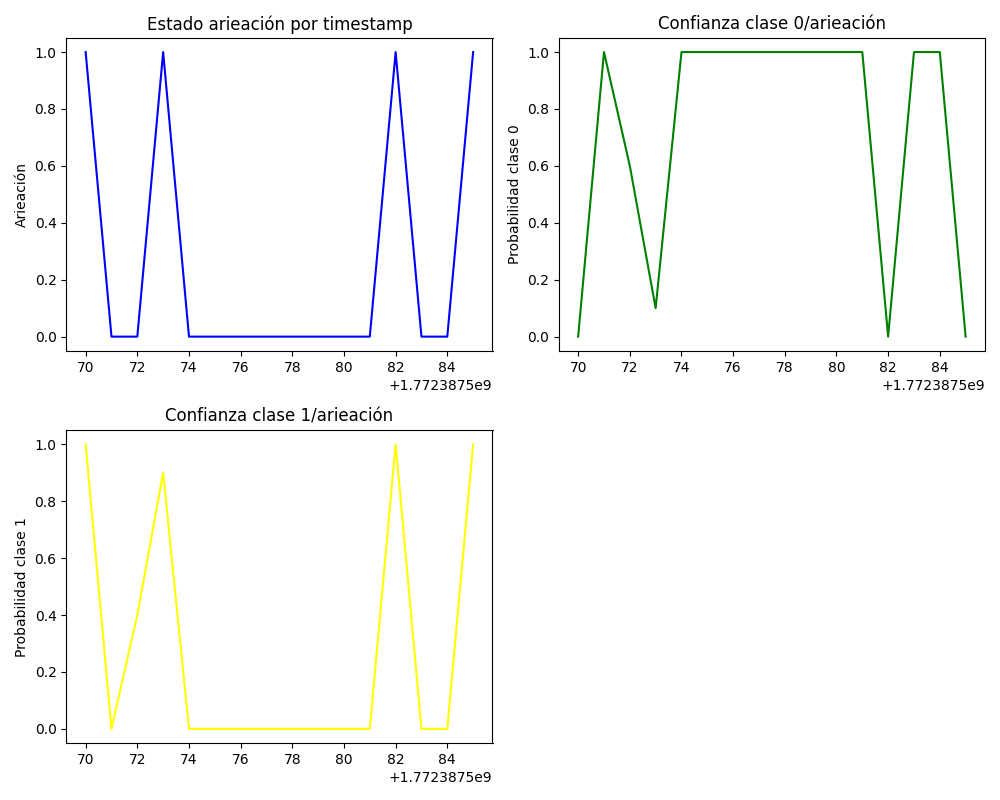 Estado arieación por timestamp
Arieación
1.0
0.8
0.6
0.4
0.2
0.0
70 72 74 76 78 80 82 84
+1.7723875e9
Confianza clase 0/arieación
Probabilidad clase 0
1.0
0.8
0.6
0.4
0.2
0.0
70 72 74 76 78 80 82 84
+1.7723875e9
Confianza clase 1/arieación
Probabilidad clase 1
1.0
0.8
0.6
0.4
0.2
0.0
70 72 74 76 78 80 82 84
+1.7723875e9